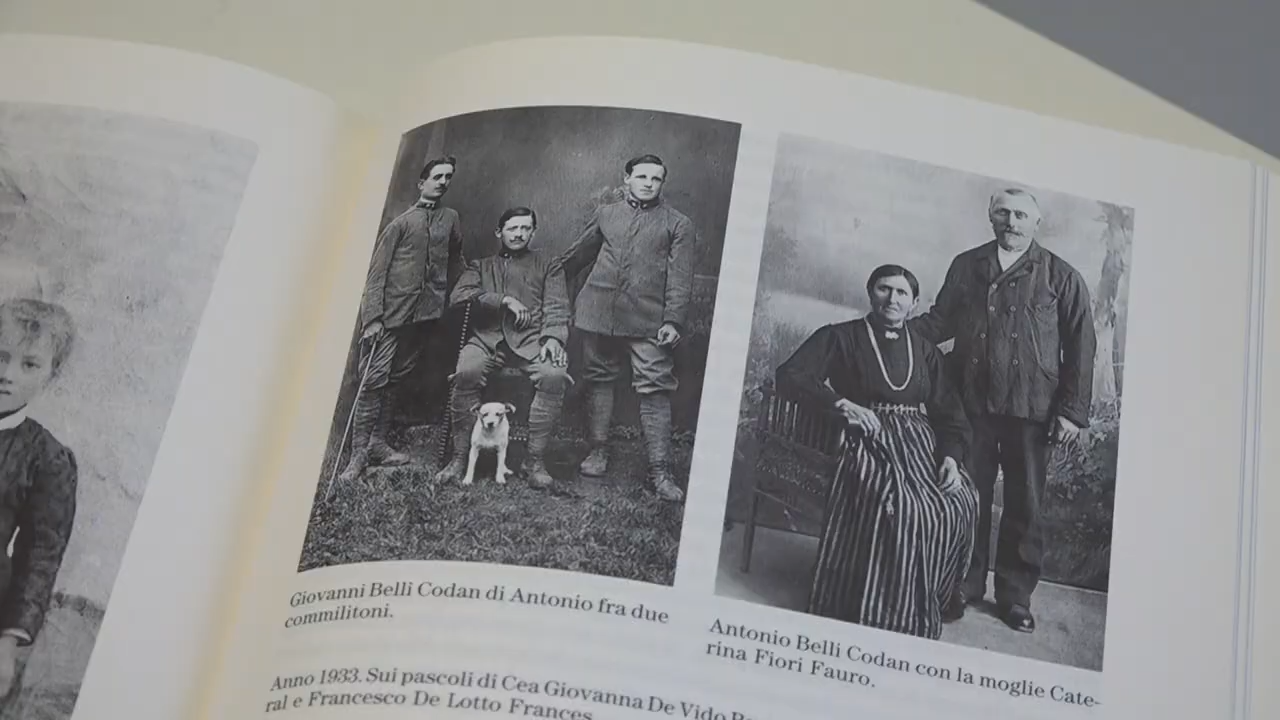 Giovanni Belli Codan di Antonio fra due
commilitoni.
Antonio Belli Codan con la moglie Cate-
rina Fiori Fauro.
Anno 1933. Sui pascoli di Cea Giovanna De Vido
ral e Francesco De Lotto Frances